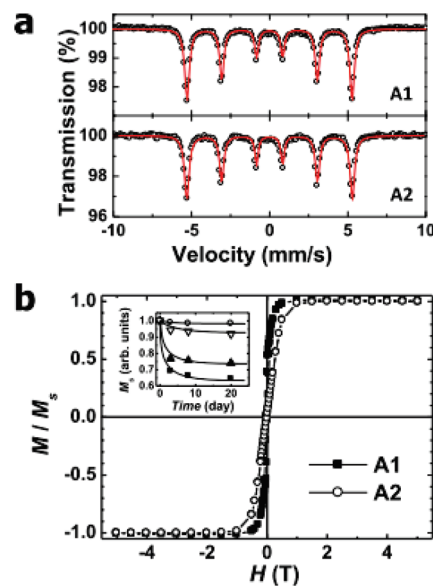 a
100
99
98
A1
100
98
96
A2
Transmission (%)
-10 -5 0 5 10
Velocity (mm/s)
b
1.0
0.5
0.0
-0.5
-1.0
M / Ms
1.0
0.9
0.8
0.7
0.6
Ms (arb. units)
0 5 10 15 20
Time (day)
A1
A2
-4 -2 0 2 4
H (T)